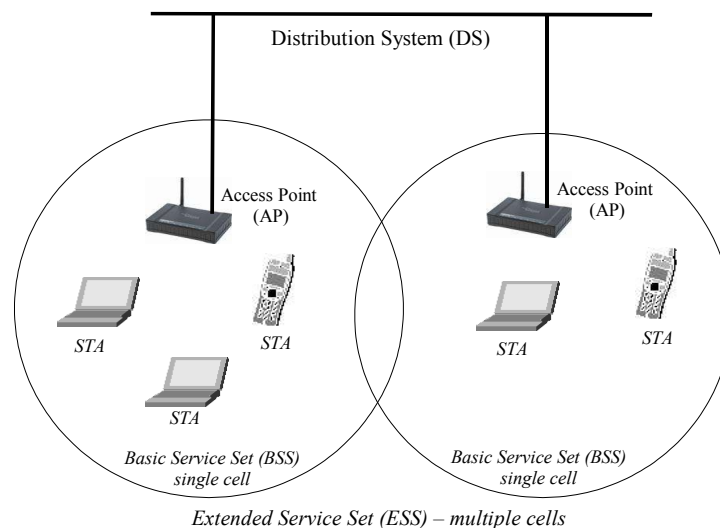 Distribution System (DS)
Access Point
(AP)
Access Point
(AP)
STA
STA
STA
STA
STA
Basic Service Set (BSS)
single cell
Basic Service Set (BSS)
single cell
Extended Service Set (ESS) – multiple cells